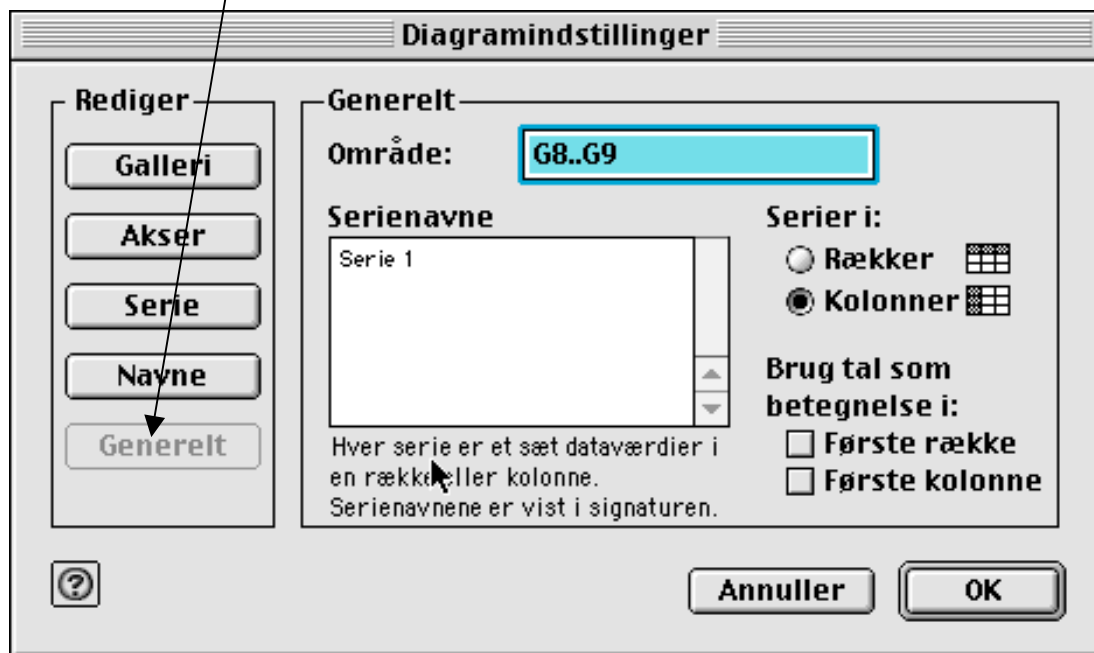 Diagramindstillinger
Rediger
Galleri
Akser
Serie
Navne
Generelt
Generelt
Område: G8..G9
Serienavne
Serie 1
Hver serie er et sæt dataværdier i
en række eller kolonne.
Serienavnene er vist i signaturen.
Serier i:
Rækker
Kolonner
Brug tal som
betegnelse i:
Første række
Første kolonne
?
Annuller
OK